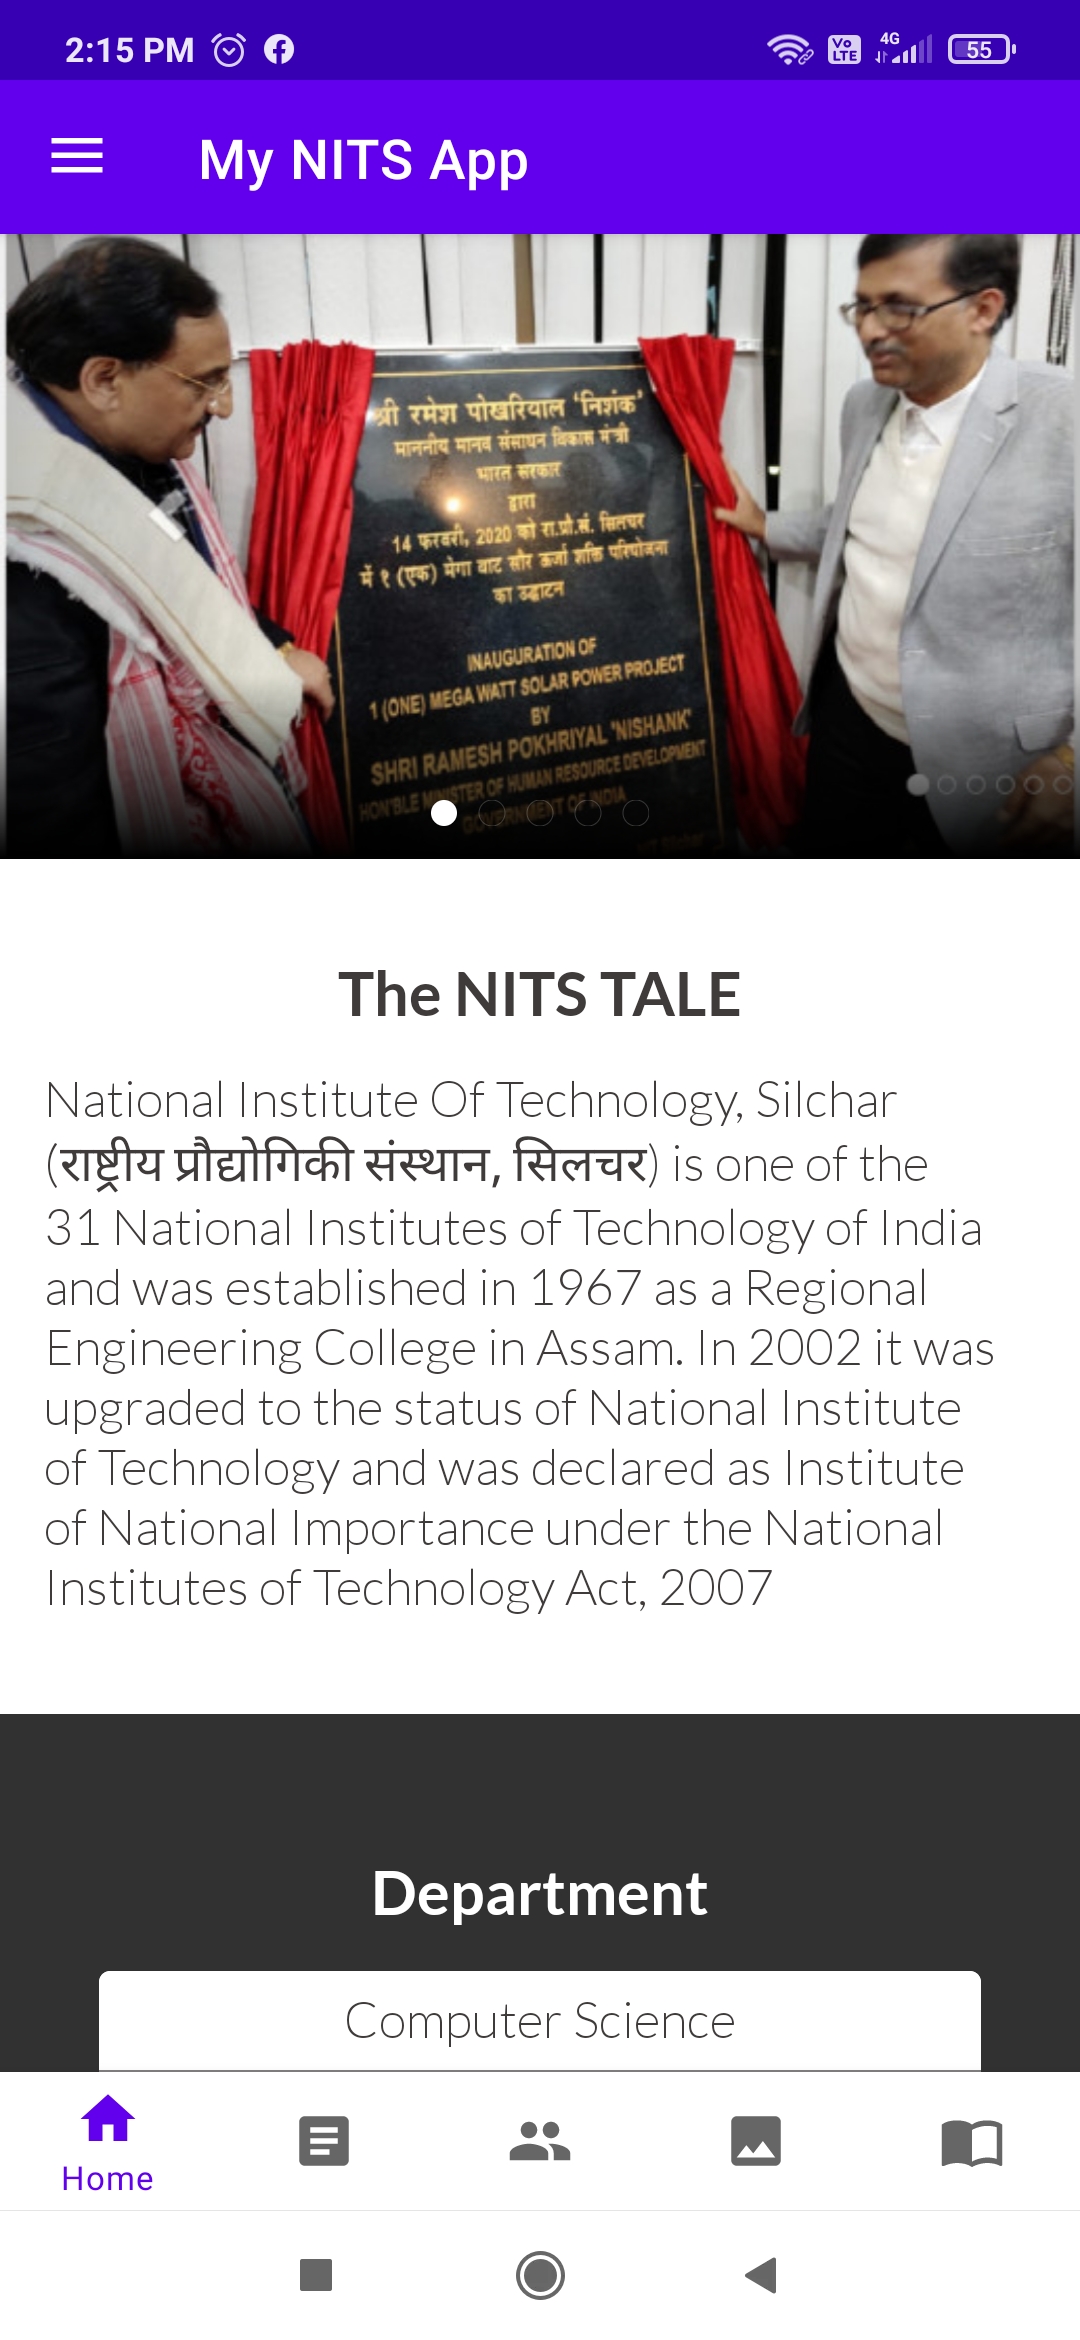 2:15 PM
Vo LTE
4G
55
My NITS App
श्री रमेश पोखरियाल 'निशंक'
माननीय मानव संसाधन विकास मंत्री
भारत सरकार
द्वारा
14 फरवरी, 2020 को रा.प्रौ.सं. सिलचर
में १ (एक) मेगा वाट सौर ऊर्जा शक्ति परियोजना
का उद्घाटन
INAUGURATION OF
1 (ONE) MEGA WATT SOLAR POWER PROJECT
BY
SHRI RAMESH POKHRIYAL 'NISHANK'
HON'BLE MINISTER OF HUMAN RESOURCE DEVELOPMENT
GOVERNMENT OF INDIA
The NITS TALE
National Institute Of Technology, Silchar
(राष्ट्रीय प्रौद्योगिकी संस्थान, सिलचर) is one of the
31 National Institutes of Technology of India
and was established in 1967 as a Regional
Engineering College in Assam. In 2002 it was
upgraded to the status of National Institute
of Technology and was declared as Institute
of National Importance under the National
Institutes of Technology Act, 2007
Department
Computer Science
Home